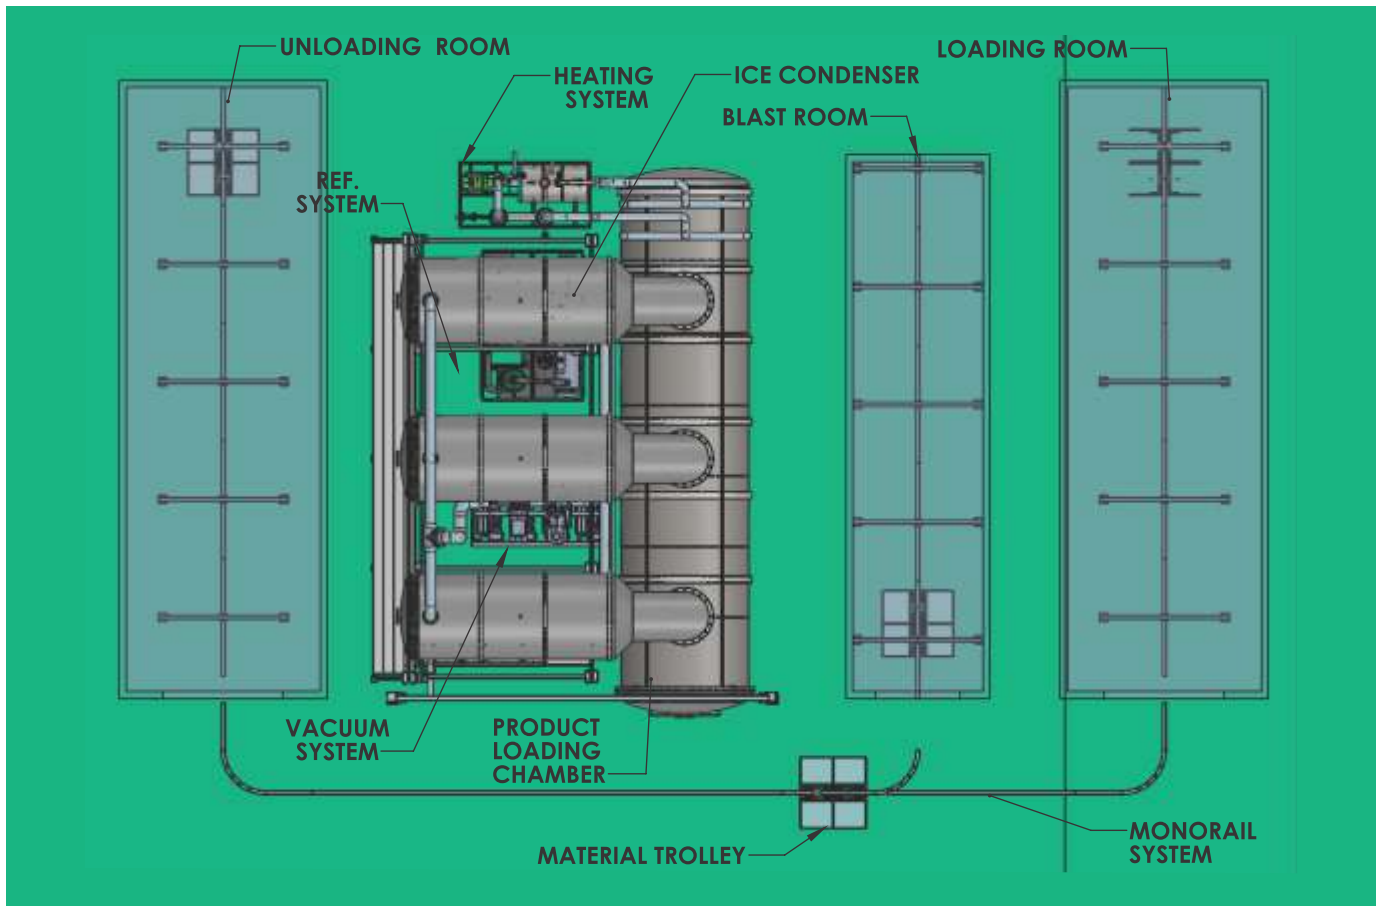 UNLOADING ROOM
LOADING ROOM
HEATING
SYSTEM
ICE CONDENSER
BLAST ROOM
REF.
SYSTEM
VACUUM
SYSTEM
PRODUCT
LOADING
CHAMBER
MATERIAL TROLLEY
MONORAIL
SYSTEM